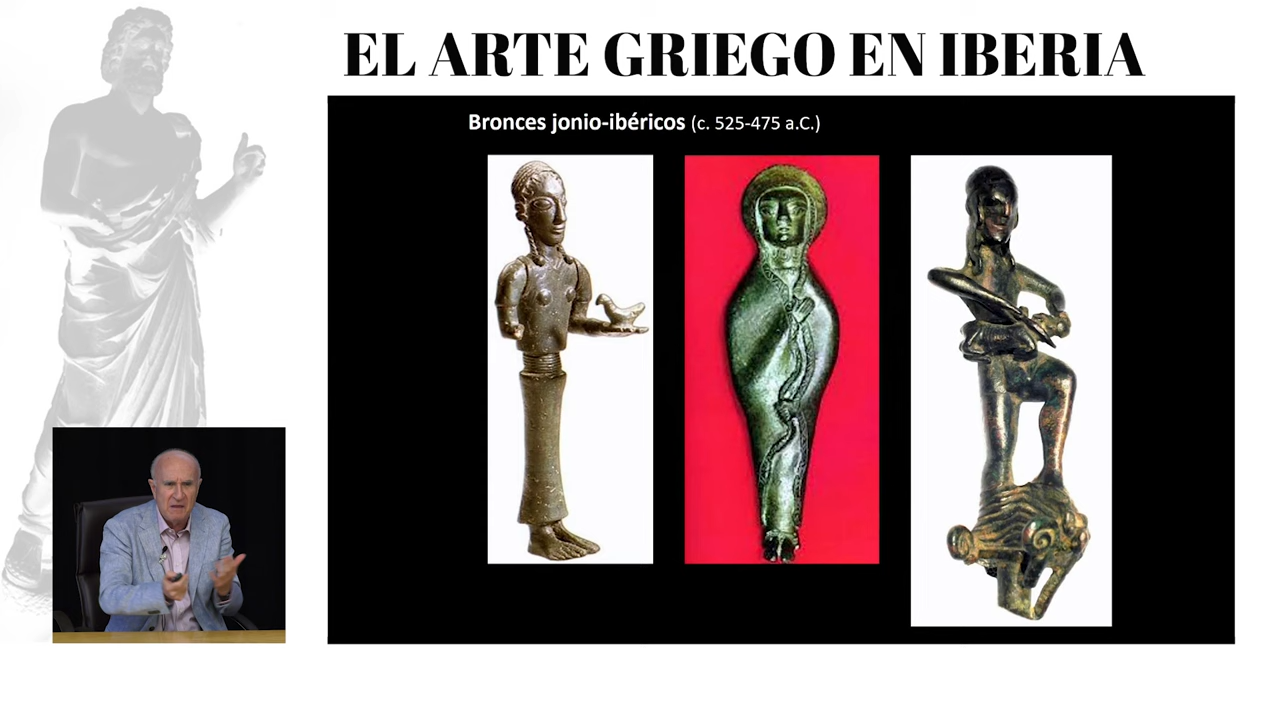 EL ARTE GRIEGO EN IBERIA
Bronces jonio-ibéricos (c. 525-475 a.C.)